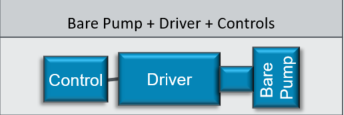 Bare Pump + Driver + Controls
Control
Driver
Bare
Pump